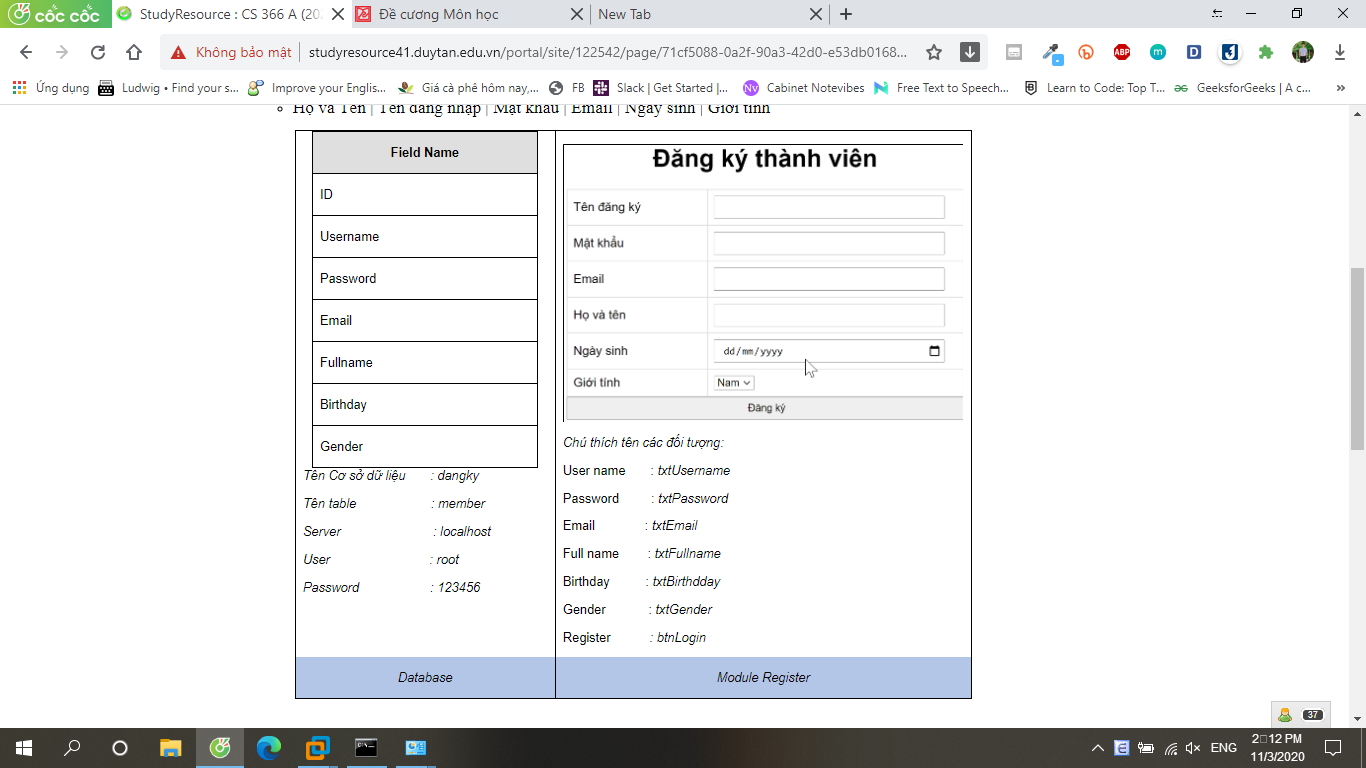 cốc cốc
StudyResource : CS 366 A (20
Đề cương Môn học
New Tab
Không bảo mật
studyresource41.duytan.edu.vn/portal/site/122542/page/71cf5088-0a2f-90a3-42d0-e53db0168...
Ứng dụng
Ludwig • Find your s...
Improve your Englis...
Giá cà phê hôm nay,...
FB
Slack | Get Started |...
Cabinet Notevibes
Free Text to Speech...
Learn to Code: Top T...
GeeksforGeeks | A c...
»
Họ và Tên | Tên đăng nhập | Mật khẩu | Email | Ngày sinh | Giới tính
Field Name
ID
Username
Password
Email
Fullname
Birthday
Gender
Tên Cơ sở dữ liệu : dangky
Tên table : member
Server : localhost
User : root
Password : 123456
Database
Đăng ký thành viên
Tên đăng ký
Mật khẩu
Email
Họ và tên
Ngày sinh dd/mm/yyyy
Giới tính Nam
Đăng ký
Chú thích tên các đối tượng:
User name : txtUsername
Password : txtPassword
Email : txtEmail
Full name : txtFullname
Birthday : txtBirthdday
Gender : txtGender
Register : btnLogin
Module Register
37
ENG
2:12 PM
11/3/2020